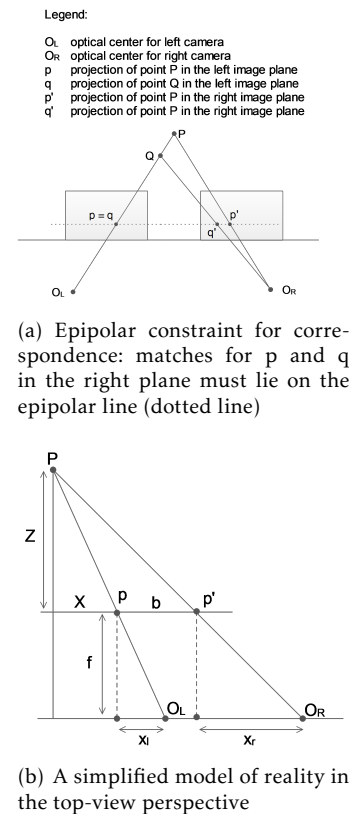 Legend:
OL optical center for left camera
OR optical center for right camera
p projection of point P in the left image plane
q projection of point Q in the left image plane
p' projection of point P in the right image plane
q' projection of point P in the right image plane
P
Q
p = q
p'
q'
OL
OR
(a) Epipolar constraint for corre-
spondence: matches for p and q
in the right plane must lie on the
epipolar line (dotted line)
P
Z
X
p
b
p'
f
OL
OR
xl
xr
(b) A simplified model of reality in
the top-view perspective